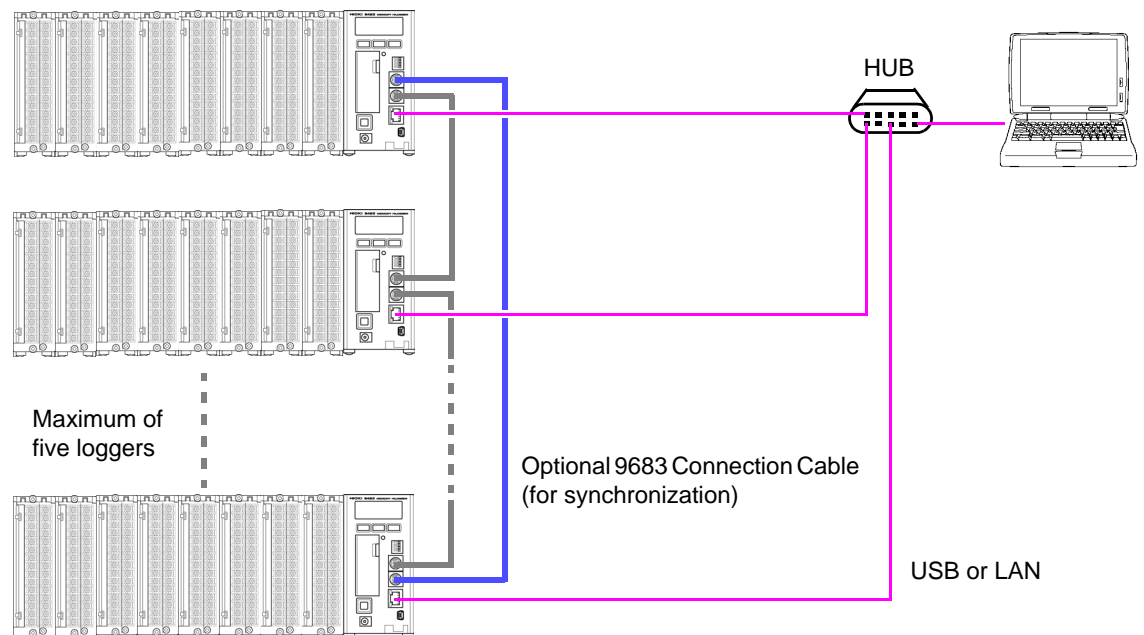 HUB
Maximum of
five loggers
Optional 9683 Connection Cable
(for synchronization)
USB or LAN